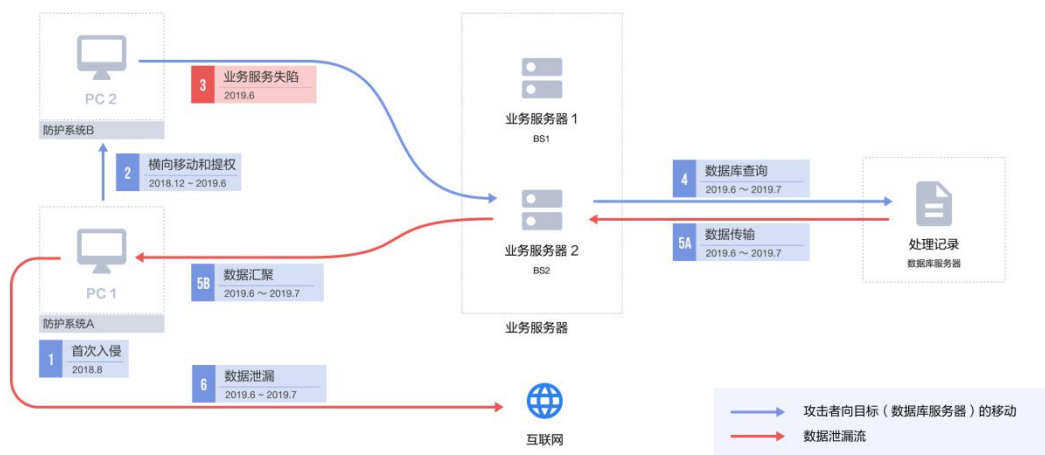 PC 2
防护系统B
3
业务服务失陷
2019.6
2
横向移动和提权
2018.12 ~ 2019.6
PC 1
防护系统A
1
首次入侵
2018.8
业务服务器 1
BS1
业务服务器 2
BS2
业务服务器
4
数据库查询
2019.6 ～ 2019.7
5A
数据传输
2019.6 ～ 2019.7
处理记录
数据库服务器
5B
数据汇聚
2019.6 ～ 2019.7
6
数据泄漏
2019.6 ~ 2019.7
互联网
攻击者向目标（数据库服务器）的移动
数据泄漏流